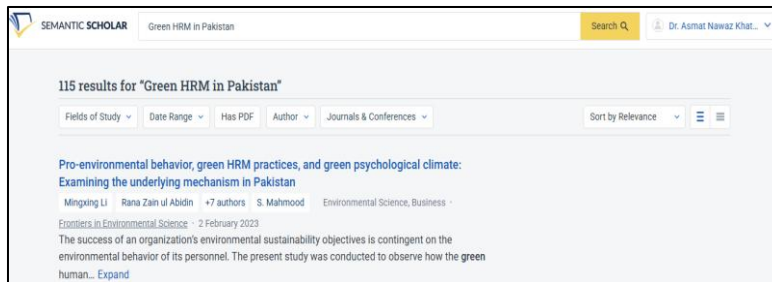 SEMANTIC SCHOLAR Green HRM in Pakistan Search Dr. Asmat Nawaz Khat...
115 results for "Green HRM in Pakistan"
Fields of Study Date Range Has PDF Author Journals & Conferences Sort by Relevance
Pro-environmental behavior, green HRM practices, and green psychological climate:
Examining the underlying mechanism in Pakistan
Mingxing Li Rana Zain ul Abidin +7 authors S. Mahmood Environmental Science, Business ·
Frontiers in Environmental Science · 2 February 2023
The success of an organization's environmental sustainability objectives is contingent on the
environmental behavior of its personnel. The present study was conducted to observe how the green
human... Expand